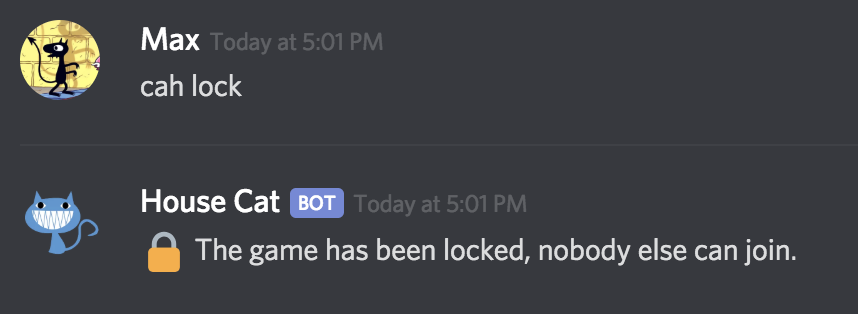 Max Today at 5:01 PM
cah lock
House Cat BOT Today at 5:01 PM
🔒 The game has been locked, nobody else can join.